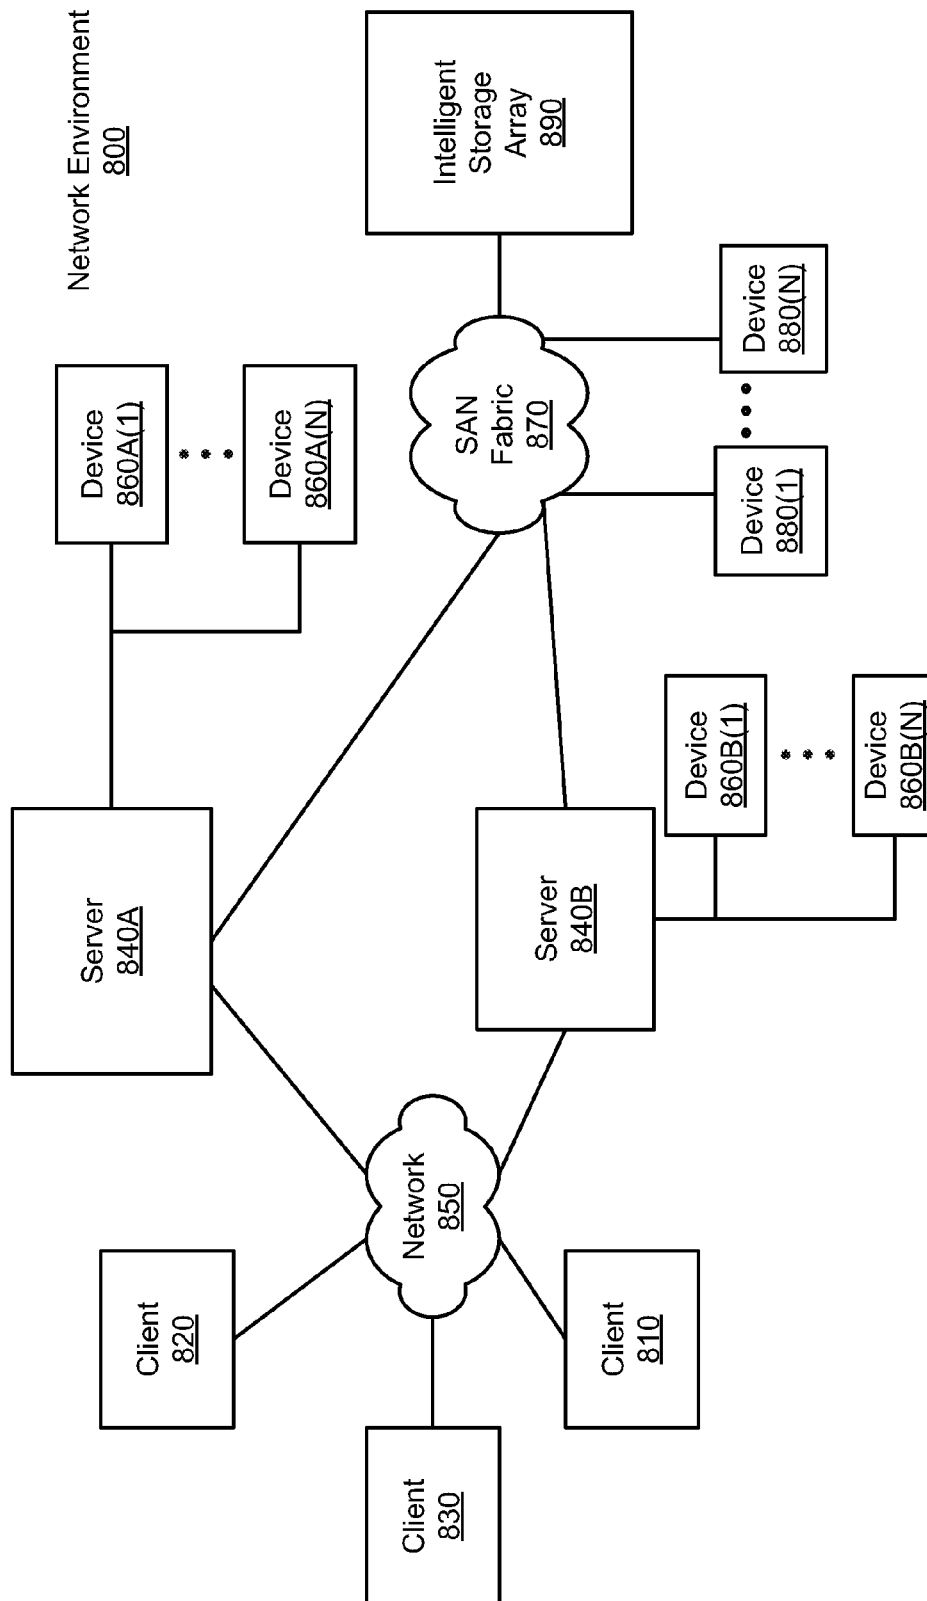 Network Environment
800
Client
830
Client
820
Client
810
Network
850
Server
840A
Server
840B
Device
860A(1)
Device
860A(N)
Device
860B(1)
Device
860B(N)
SAN
Fabric
870
Device
880(1)
Device
880(N)
Intelligent
Storage
Array
890